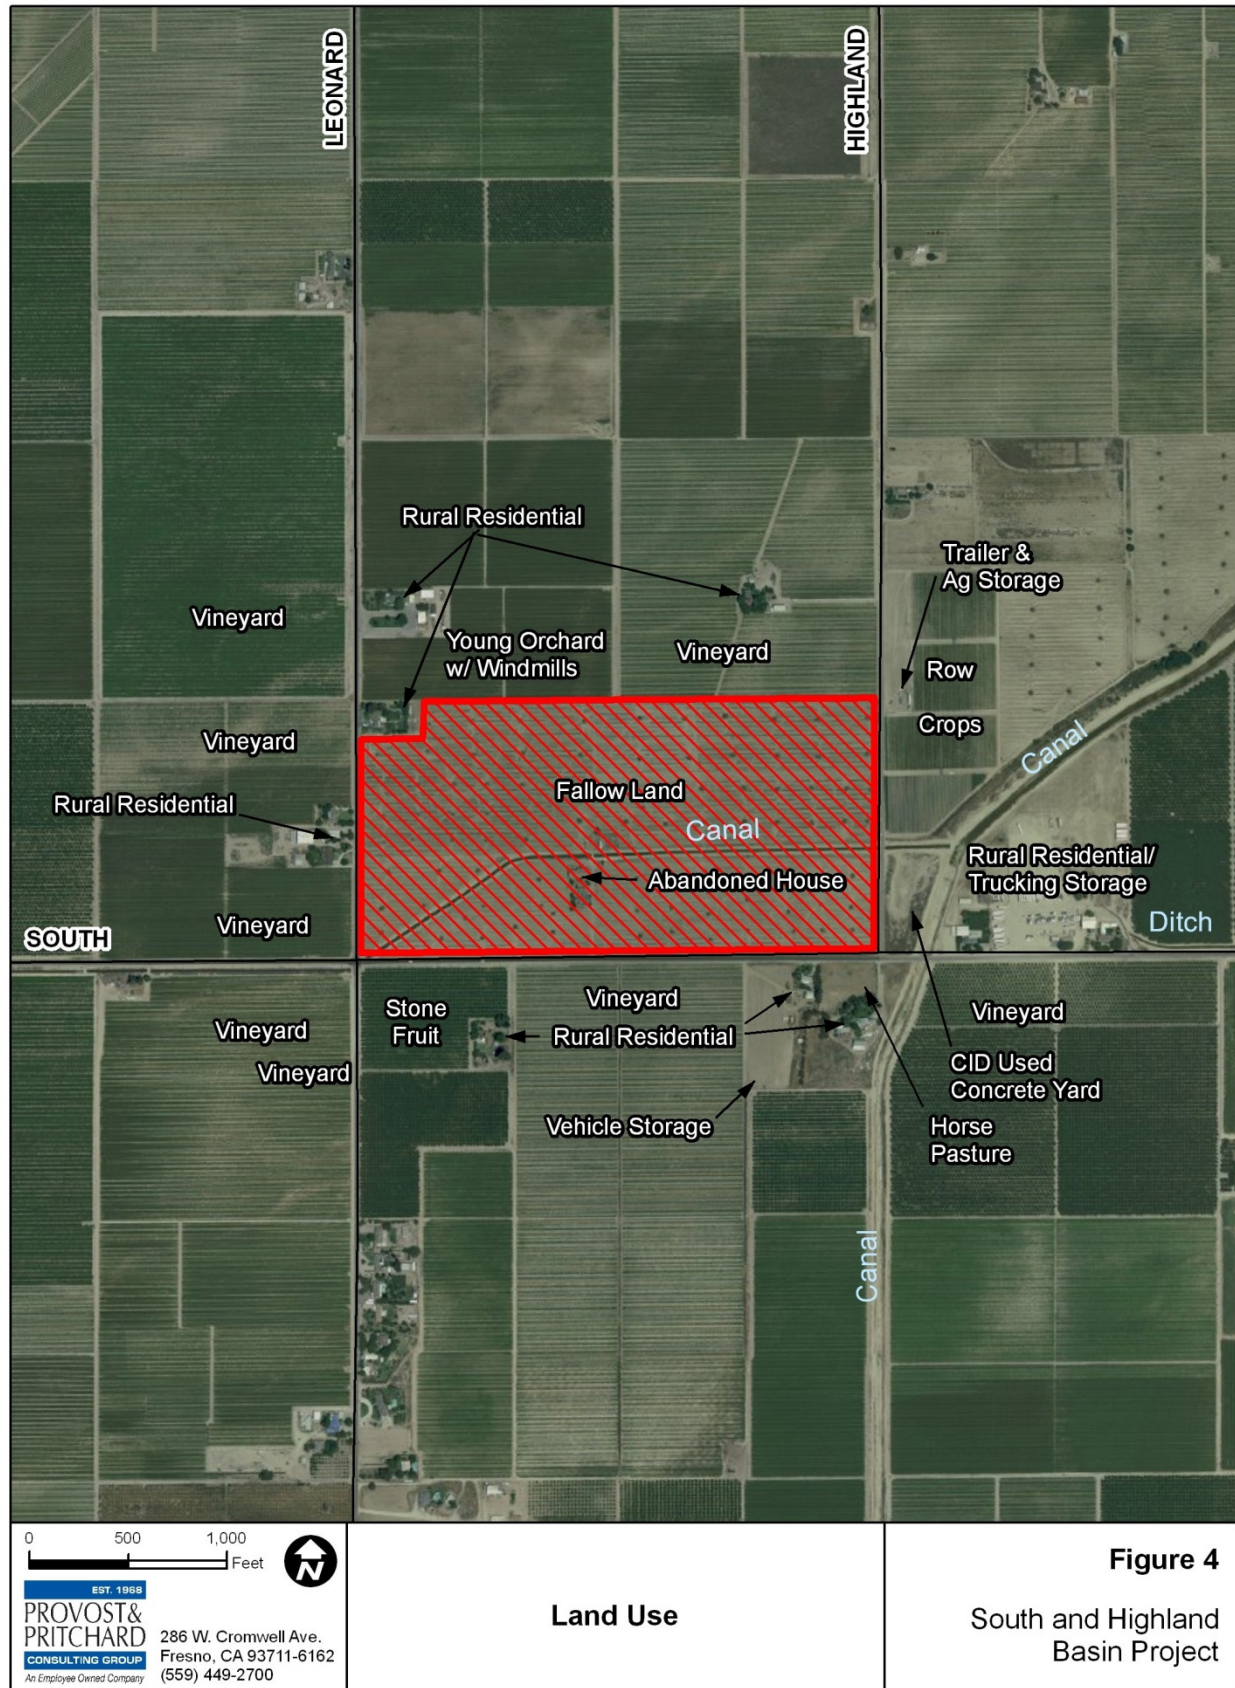 LEONARD
HIGHLAND
Rural Residential
Trailer &
Ag Storage
Vineyard
Young Orchard
w/ Windmills
Vineyard
Row
Crops
Vineyard
Canal
Rural Residential
Fallow Land
Canal
Abandoned House
Rural Residential/
Trucking Storage
Vineyard
SOUTH
Ditch
Stone
Fruit
Vineyard
Rural Residential
Vineyard
Vineyard
Vineyard
CID Used
Concrete Yard
Vehicle Storage
Horse
Pasture
Canal
0 500 1,000
Feet
N
EST. 1968
PROVOST&
PRITCHARD
CONSULTING GROUP
An Employee Owned Company
286 W. Cromwell Ave.
Fresno, CA 93711-6162
(559) 449-2700
Land Use
Figure 4
South and Highland
Basin Project